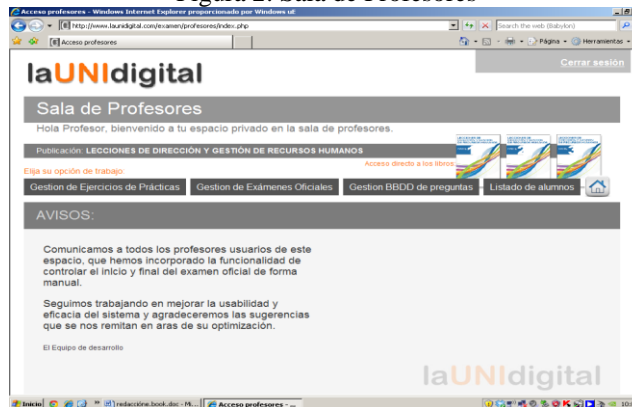 Figura 2. Sala de Profesores
Acceso profesores - Windows Internet Explorer proporcionado por Windows uE
http://www.launidigital.com/examen/profesores/index.php
Search the web (Babylon)
Acceso profesores
Página
Herramientas
Cerrar sesión
laUNIdigital
Sala de Profesores
Hola Profesor, bienvenido a tu espacio privado en la sala de profesores.
Publicación: LECCIONES DE DIRECCIÓN Y GESTIÓN DE RECURSOS HUMANOS
Acceso directo a los libros
Elija su opción de trabajo:
Gestion de Ejercicios de Prácticas Gestion de Exámenes Oficiales Gestion BBDD de preguntas Listado de alumnos
AVISOS:
Comunicamos a todos los profesores usuarios de este
espacio, que hemos incorporado la funcionalidad de
controlar el inicio y final del examen oficial de forma
manual.
Seguimos trabajando en mejorar la usabilidad y
eficacia del sistema y agradeceremos las sugerencias
que se nos remitan en aras de su optimización.
El Equipo de desarrollo
laUNIdigital
Inicio redaccióne.book.doc - M... Acceso profesores - ...